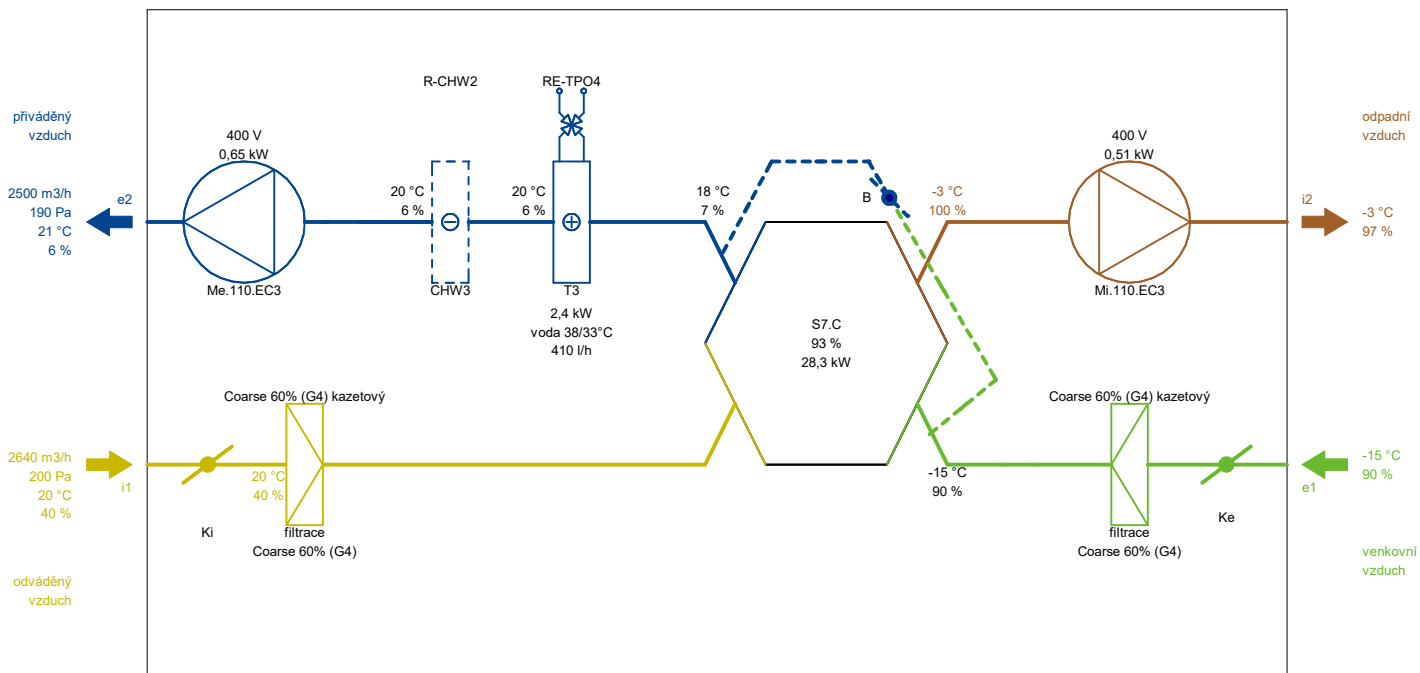 R-CHW2
RE-TPO4
přiváděný
vzduch
400 V
0,65 kW
400 V
0,51 kW
odpadní
vzduch
2500 m3/h
190 Pa
21 °C
6 %
e2
20 °C
6 %
20 °C
6 %
18 °C
7 %
B
-3 °C
100 %
i2
-3 °C
97 %
Me.110.EC3
CHW3
T3
Mi.110.EC3
2,4 kW
voda 38/33°C
410 l/h
S7.C
93 %
28,3 kW
Coarse 60% (G4) kazetový
Coarse 60% (G4) kazetový
2640 m3/h
200 Pa
20 °C
40 %
i1
20 °C
40 %
-15 °C
90 %
-15 °C
90 %
e1
Ki
filtrace
Coarse 60% (G4)
filtrace
Coarse 60% (G4)
Ke
odváděný
vzduch
venkovní
vzduch